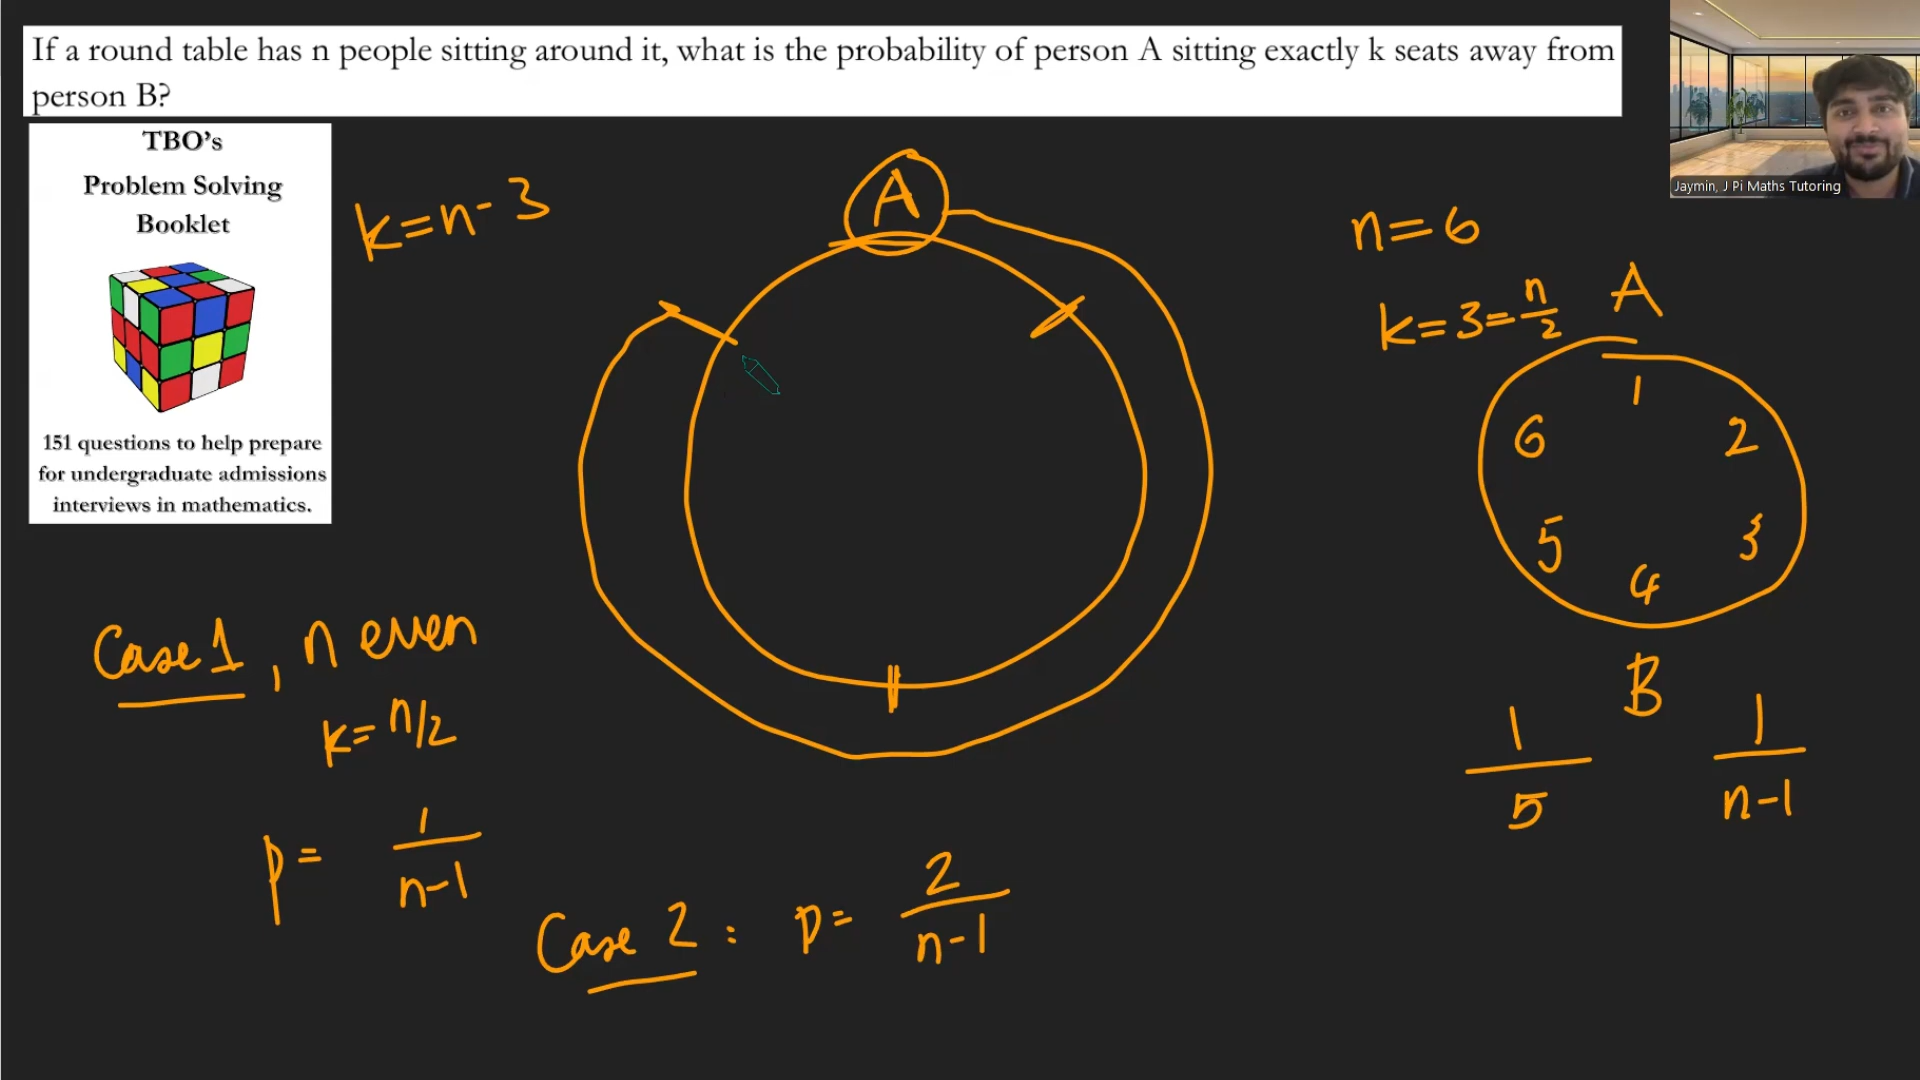 If a round table has n people sitting around it, what is the probability of person A sitting exactly k seats away from
person B?
Jaymin, J Pi Maths Tutoring
TBO's
Problem Solving
Booklet
151 questions to help prepare
for undergraduate admissions
interviews in mathematics.
k=n-3
A
n=6
k=3=n/2
A
1
6
2
5
3
4
B
1/5
1/n-1
Case 1, n even
k=n/2
p= 1/n-1
Case 2: p= 2/n-1